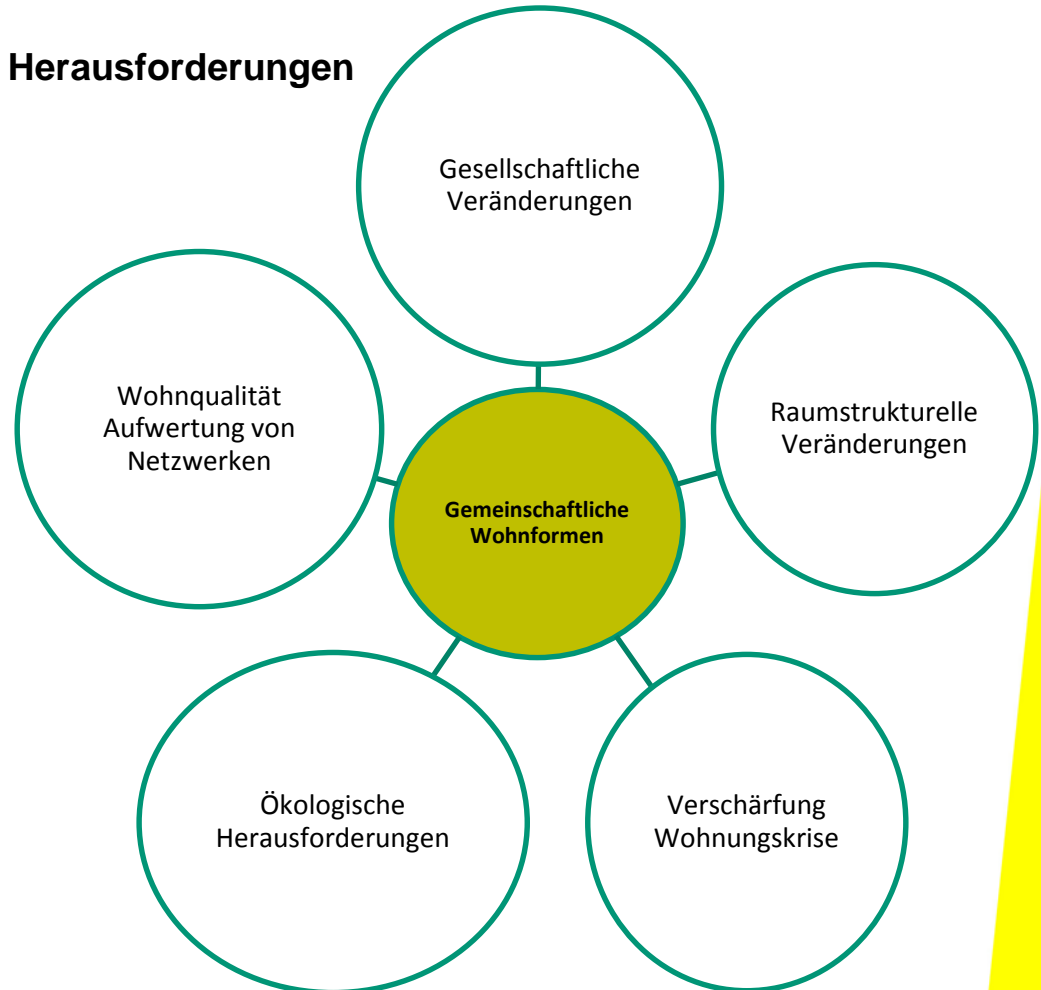 Herausforderungen
Gesellschaftliche
Veränderungen
Wohnqualität
Aufwertung von
Netzwerken
Raumstrukturelle
Veränderungen
Gemeinschaftliche
Wohnformen
Ökologische
Herausforderungen
Verschärfung
Wohnungskrise